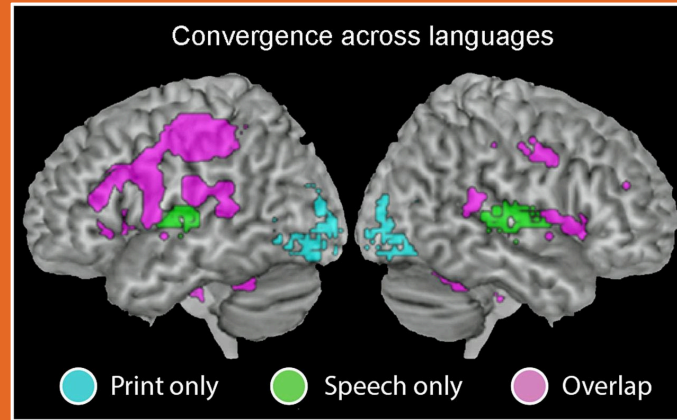 Convergence across languages
Print only
Speech only
Overlap